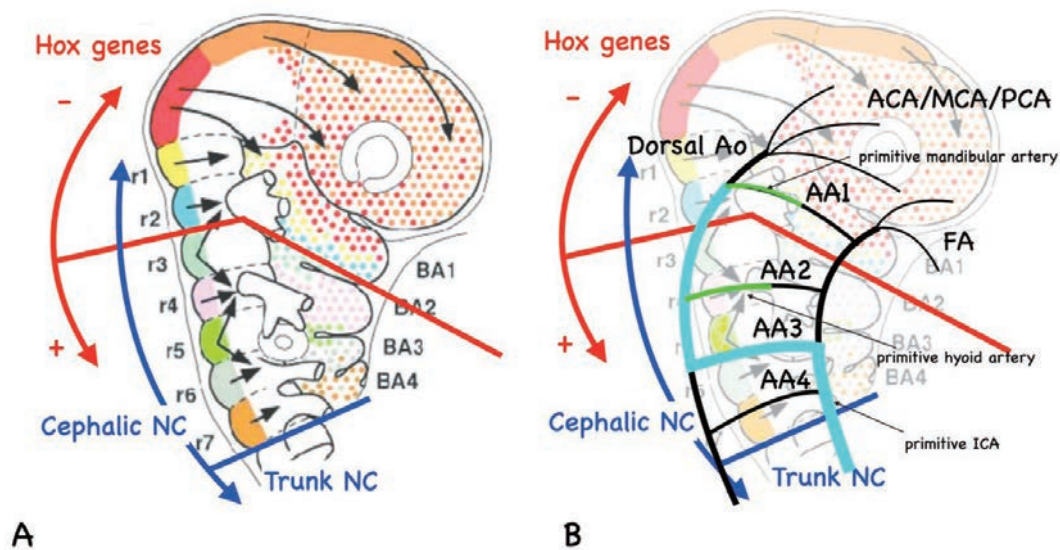 Hox genes
-
+
r1
r2
r3
r4
r5
r6
r7
BA1
BA2
BA3
BA4
Cephalic NC
Trunk NC
A
Hox genes
-
+
ACA/MCA/PCA
Dorsal Ao
primitive mandibular artery
r1
AA1
r2
FA
r3
BA1
AA2
BA2
AA3
BA3
primitive hyoid artery
AA4
BA4
r6
Cephalic NC
r7
primitive ICA
Trunk NC
B